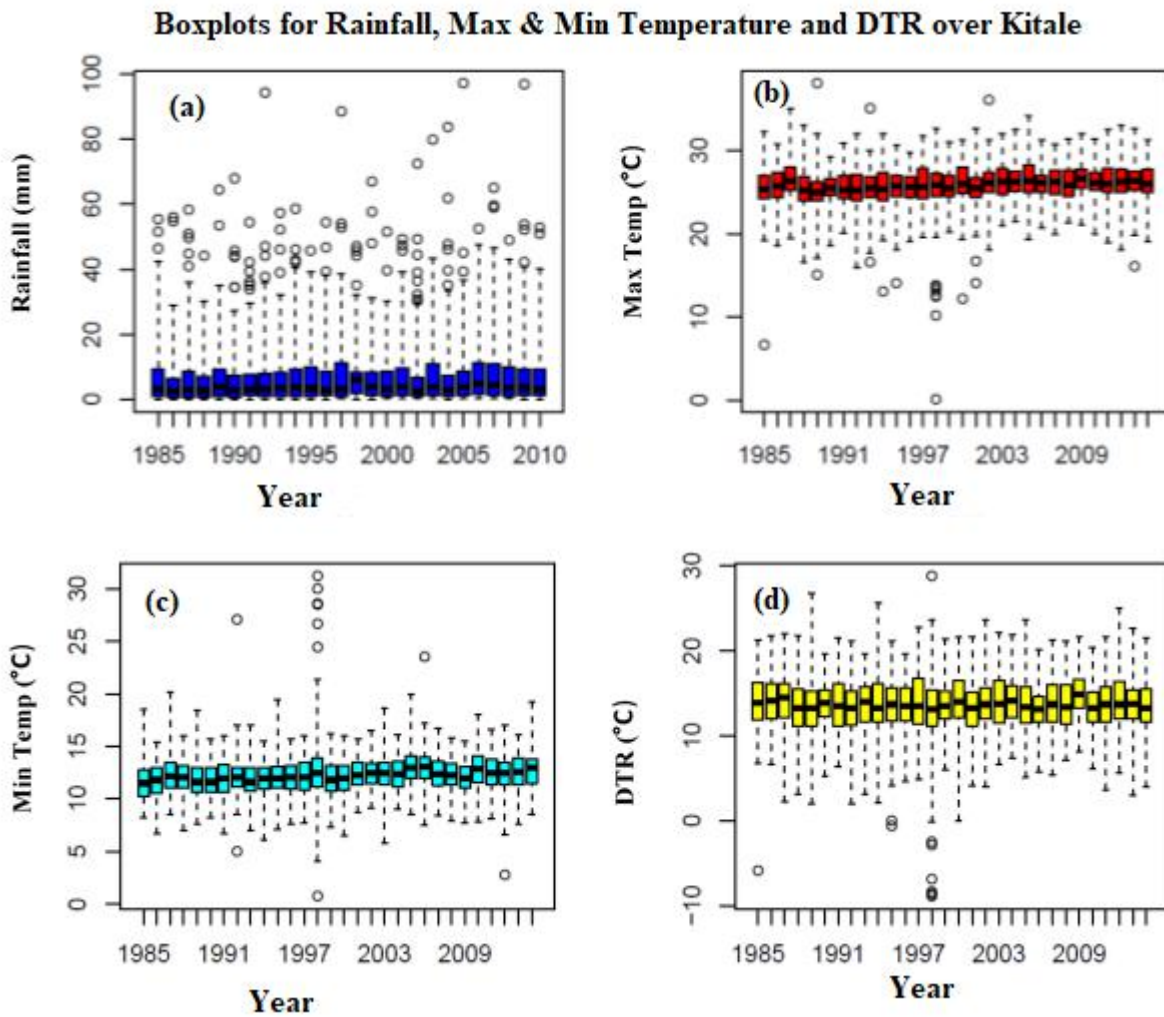 Boxplots for Rainfall, Max & Min Temperature and DTR over Kitale
(a)
Rainfall (mm)
100
80
60
40
20
0
1985 1990 1995 2000 2005 2010
Year
(b)
Max Temp (°C)
30
20
10
0
1985 1991 1997 2003 2009
Year
(c)
Min Temp (°C)
30
25
20
15
10
5
0
1985 1991 1997 2003 2009
Year
(d)
DTR (°C)
30
20
10
0
-10
1985 1991 1997 2003 2009
Year